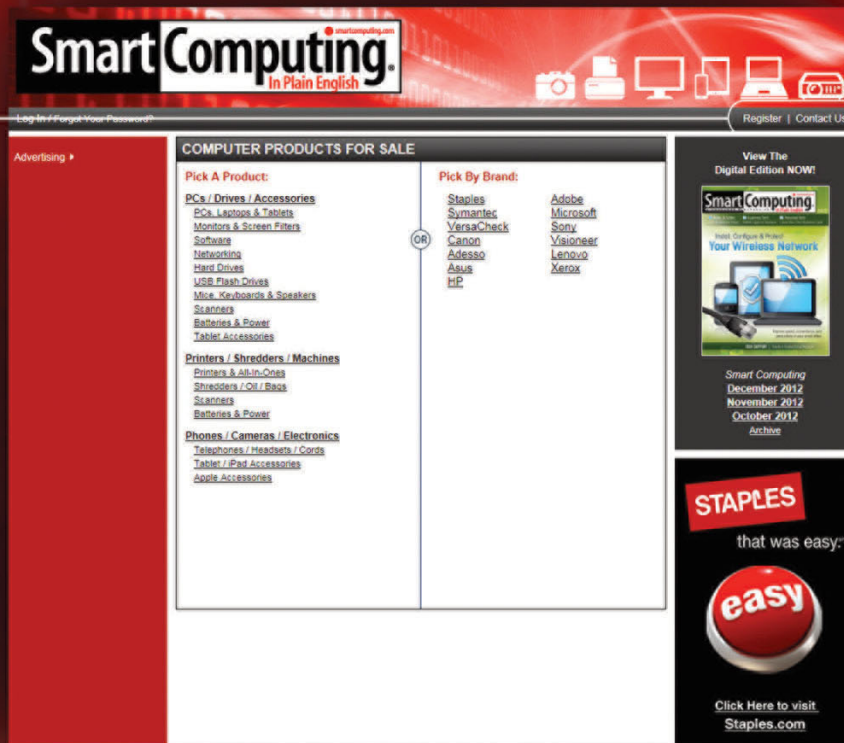 smartcomputing.com
Smart Computing®
In Plain English
Log In / Forgot Your Password?
Register | Contact Us
Advertising
COMPUTER PRODUCTS FOR SALE
Pick A Product:
PCs / Drives / Accessories
PCs, Laptops & Tablets
Monitors & Screen Filters
Software
Networking
Hard Drives
USB Flash Drives
Mice, Keyboards & Speakers
Scanners
Batteries & Power
Tablet Accessories
Printers / Shredders / Machines
Printers & All-In-Ones
Shredders / Oil / Bags
Scanners
Batteries & Power
Phones / Cameras / Electronics
Telephones / Headsets / Cords
Tablet / iPad Accessories
Apple Accessories
OR
Pick By Brand:
Staples
Symantec
VersaCheck
Canon
Adesso
Asus
HP
Adobe
Microsoft
Sony
Visioneer
Lenovo
Xerox
View The
Digital Edition NOW!
Smart Computing
Install, Configure & Protect
Your Wireless Network
Smart Computing
December 2012
November 2012
October 2012
Archive
STAPLES
that was easy.
easy
Click Here to visit
Staples.com